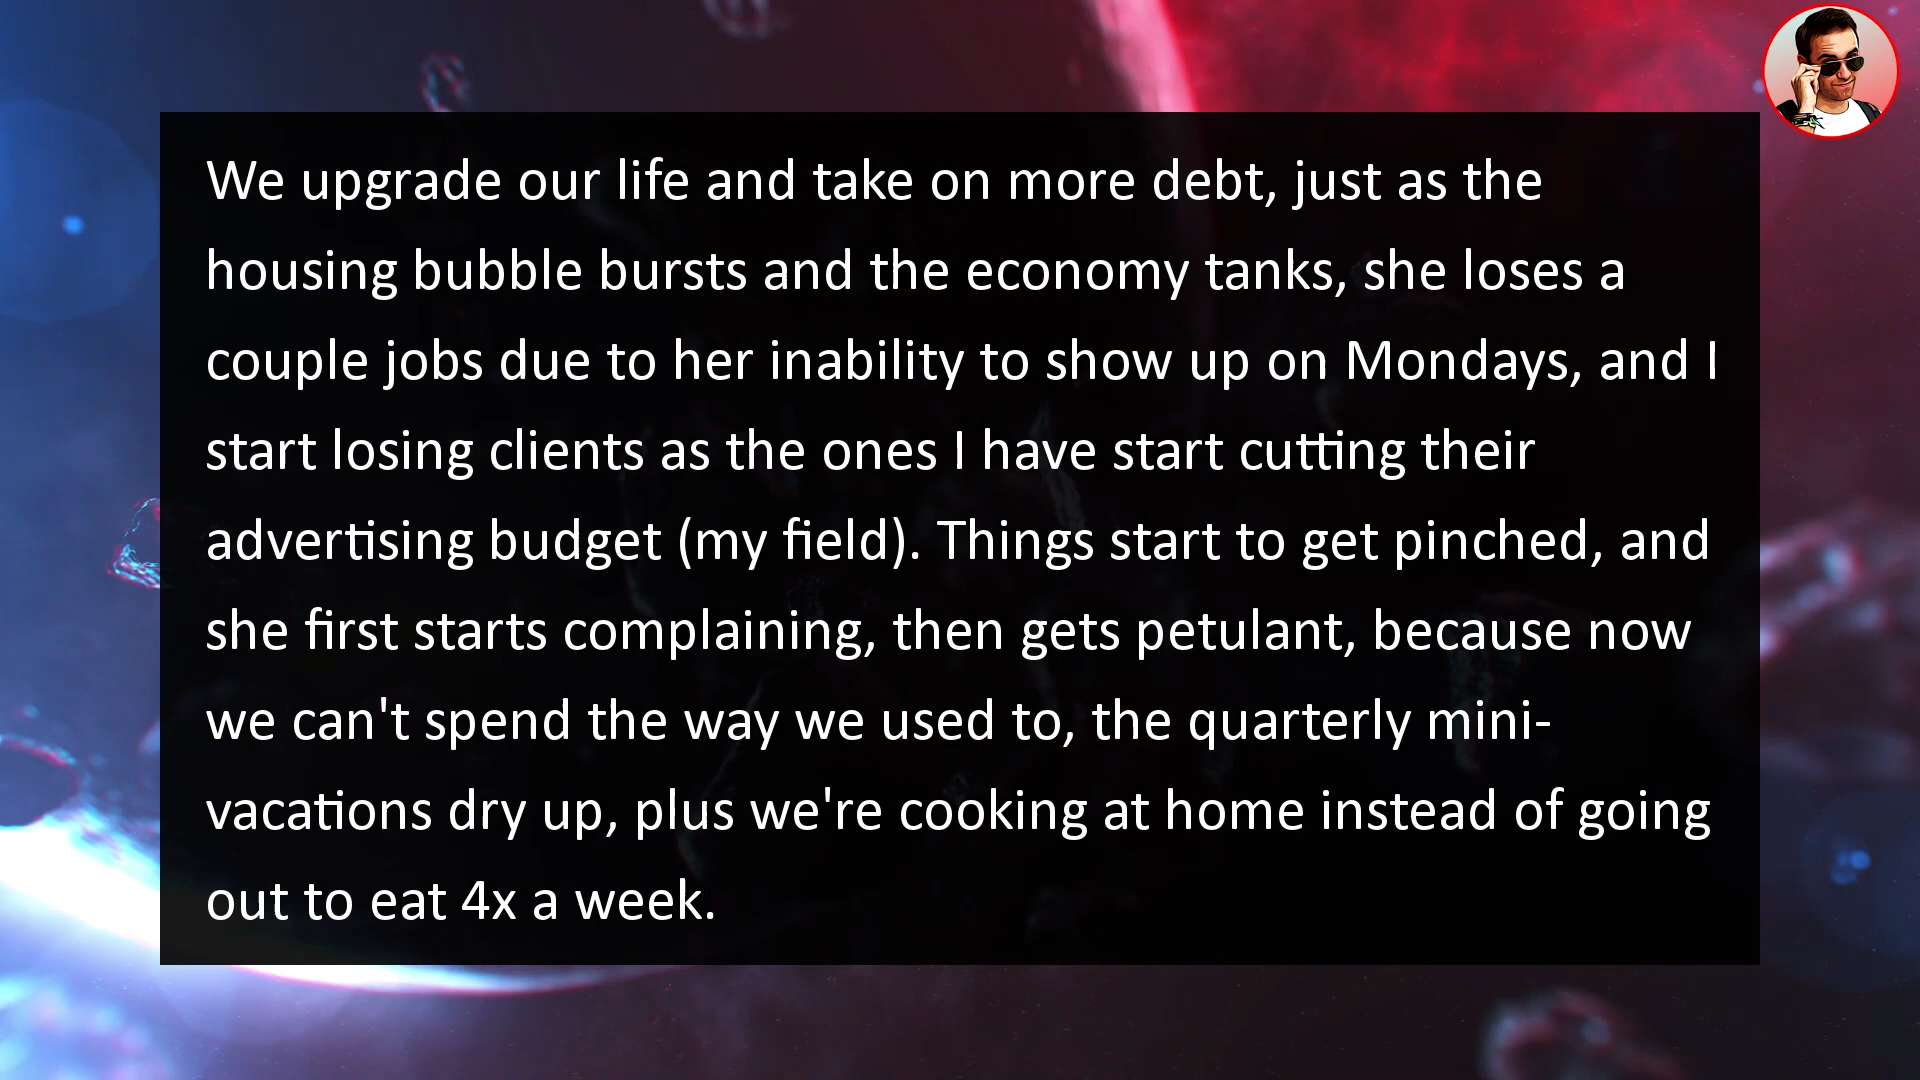 We upgrade our life and take on more debt, just as the
housing bubble bursts and the economy tanks, she loses a
couple jobs due to her inability to show up on Mondays, and I
start losing clients as the ones I have start cutting their
advertising budget (my field). Things start to get pinched, and
she first starts complaining, then gets petulant, because now
we can't spend the way we used to, the quarterly mini-
vacations dry up, plus we're cooking at home instead of going
out to eat 4x a week.